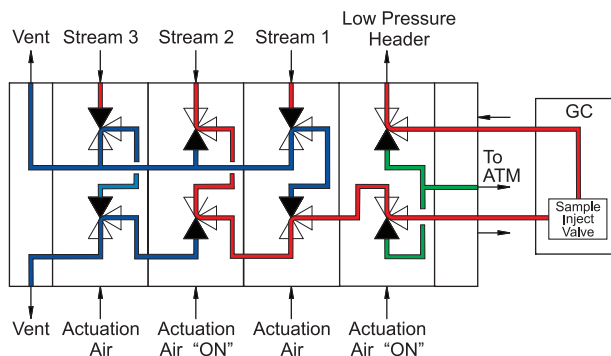 Vent
Stream 3
Stream 2
Stream 1
Low Pressure
Header
GC
To
ATM
Sample
Inject
Valve
Vent
Actuation
Air
Actuation
Air "ON"
Actuation
Air
Actuation
Air "ON"